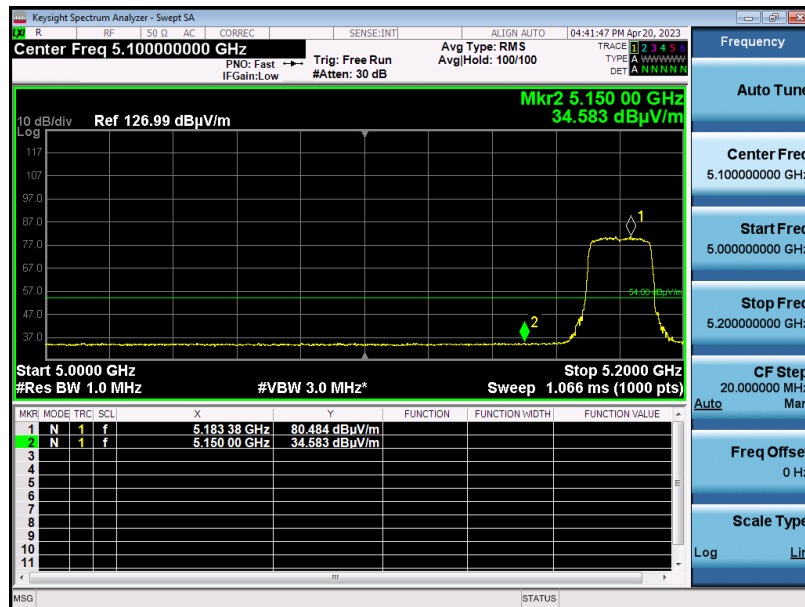 Keysight Spectrum Analyzer - Swept SA
LXI R RF 50 Ω AC CORREC SENSE:INT ALIGN AUTO 04:41:47 PM Apr 20, 2023
Center Freq 5.100000000 GHz
PNO: Fast
IFGain:Low
Trig: Free Run
#Atten: 30 dB
Avg Type: RMS
Avg|Hold: 100/100
TRACE 1 2 3 4 5 6
TYPE A W W W W W
DET A N N N N N
Mkr2 5.150 00 GHz
34.583 dBµV/m
10 dB/div Ref 126.99 dBµV/m
Log
117
107
97.0
87.0
77.0
67.0
57.0
47.0
37.0
1
54.00 dBµV/m
2
Start 5.0000 GHz Stop 5.2000 GHz
#Res BW 1.0 MHz #VBW 3.0 MHz* Sweep 1.066 ms (1000 pts)
MKR MODE TRC SCL X Y FUNCTION FUNCTION WIDTH FUNCTION VALUE
1 N 1 f 5.183 38 GHz 80.484 dBµV/m
2 N 1 f 5.150 00 GHz 34.583 dBµV/m
3
4
5
6
7
8
9
10
11
MSG STATUS
Frequency
Auto Tune
Center Freq
5.100000000 GHz
Start Freq
5.000000000 GHz
Stop Freq
5.200000000 GHz
CF Step
20.000000 MHz
Auto Man
Freq Offset
0 Hz
Scale Type
Log Lin